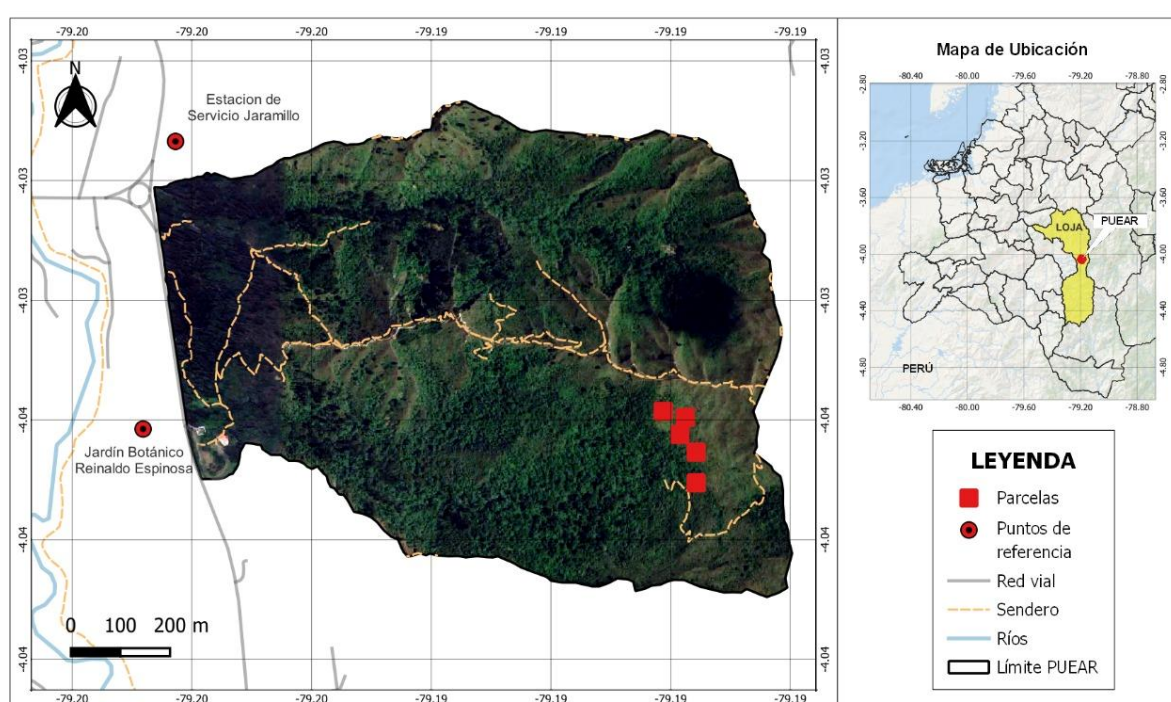 -79.20 -79.20 -79.20 -79.19 -79.19 -79.19 -79.19
-4.03
-4.03
-4.03
-4.04
-4.04
-4.04
N
Estacion de
Servicio Jaramillo
Jardín Botánico
Reinaldo Espinosa
0 100 200 m
-4.03
-4.03
-4.03
-4.04
-4.04
-4.04
-79.20 -79.20 -79.20 -79.19 -79.19 -79.19 -79.19
Mapa de Ubicación
-80.40 -80.00 -79.60 -79.20 -78.80
-2.80
-3.20
-3.60
-4.00
-4.40
-4.80
LOJA
PUEAR
PERÚ
-2.80
-3.20
-3.60
-4.00
-4.40
-4.80
-80.40 -80.00 -79.60 -79.20 -78.80
LEYENDA
Parcelas
Puntos de
referencia
Red vial
Sendero
Ríos
Límite PUEAR